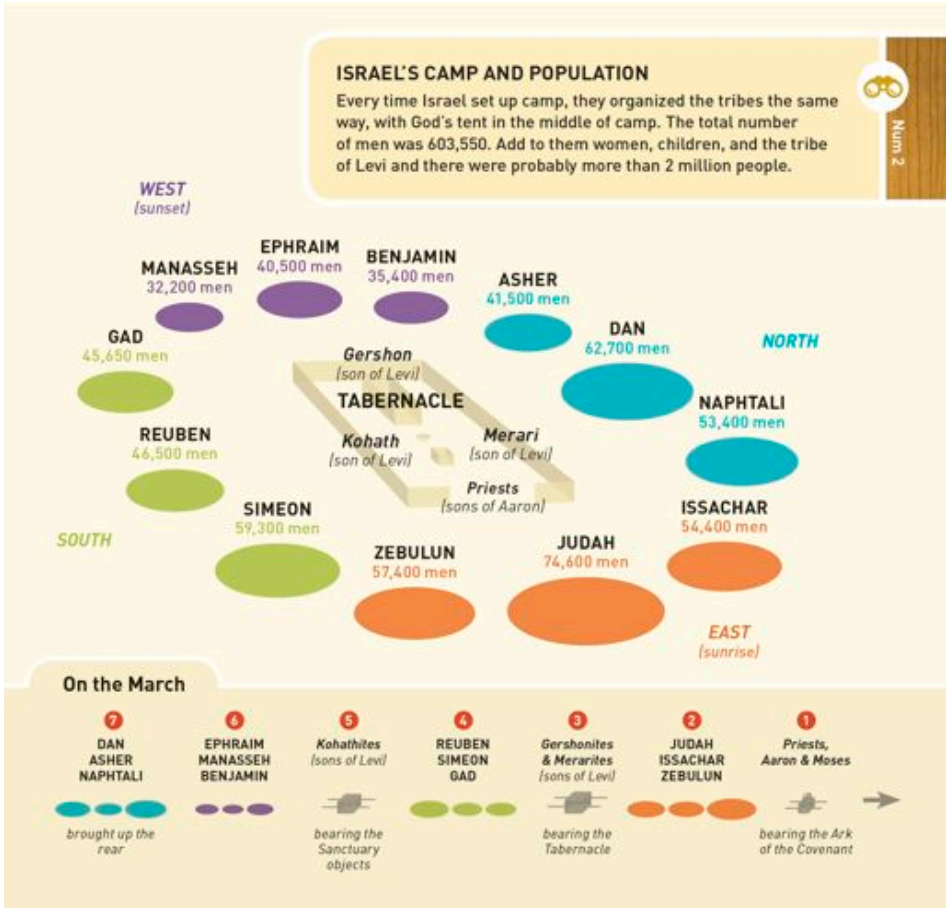 ISRAEL'S CAMP AND POPULATION
Every time Israel set up camp, they organized the tribes the same
way, with God's tent in the middle of camp. The total number
of men was 603,550. Add to them women, children, and the tribe
of Levi and there were probably more than 2 million people.
Num 2
WEST
(sunset)
MANASSEH
32,200 men
EPHRAIM
40,500 men
BENJAMIN
35,400 men
ASHER
41,500 men
DAN
62,700 men
NORTH
NAPHTALI
53,400 men
GAD
45,650 men
REUBEN
46,500 men
SIMEON
59,300 men
SOUTH
Gershon
(son of Levi)
TABERNACLE
Kohath
(son of Levi)
Merari
(son of Levi)
Priests
(sons of Aaron)
ZEBULUN
57,400 men
JUDAH
74,600 men
ISSACHAR
54,400 men
EAST
(sunrise)
On the March
7
DAN
ASHER
NAPHTALI
brought up the
rear
6
EPHRAIM
MANASSEH
BENJAMIN
5
Kohathites
(sons of Levi)
bearing the
Sanctuary
objects
4
REUBEN
SIMEON
GAD
3
Gershonites
& Merarites
(sons of Levi)
bearing the
Tabernacle
2
JUDAH
ISSACHAR
ZEBULUN
1
Priests,
Aaron & Moses
bearing the Ark
of the Covenant